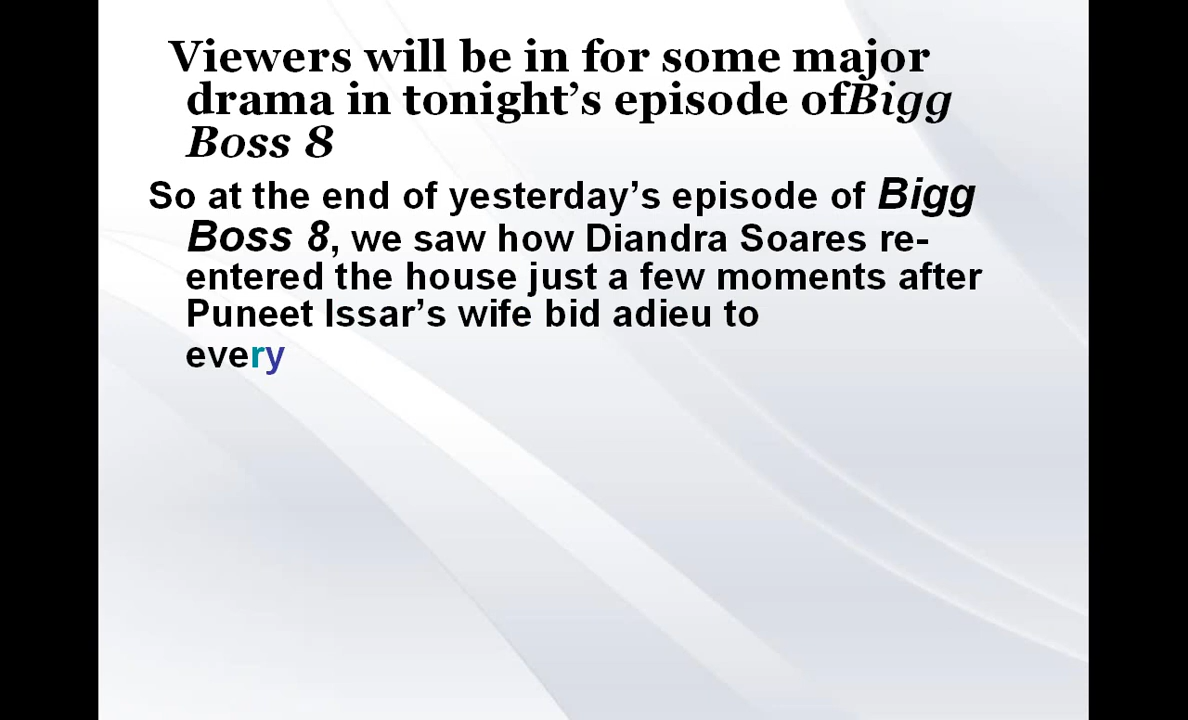 Viewers will be in for some major
drama in tonight’s episode ofBigg
Boss 8
So at the end of yesterday’s episode of Bigg
Boss 8, we saw how Diandra Soares re-
entered the house just a few moments after
Puneet Issar’s wife bid adieu to
every